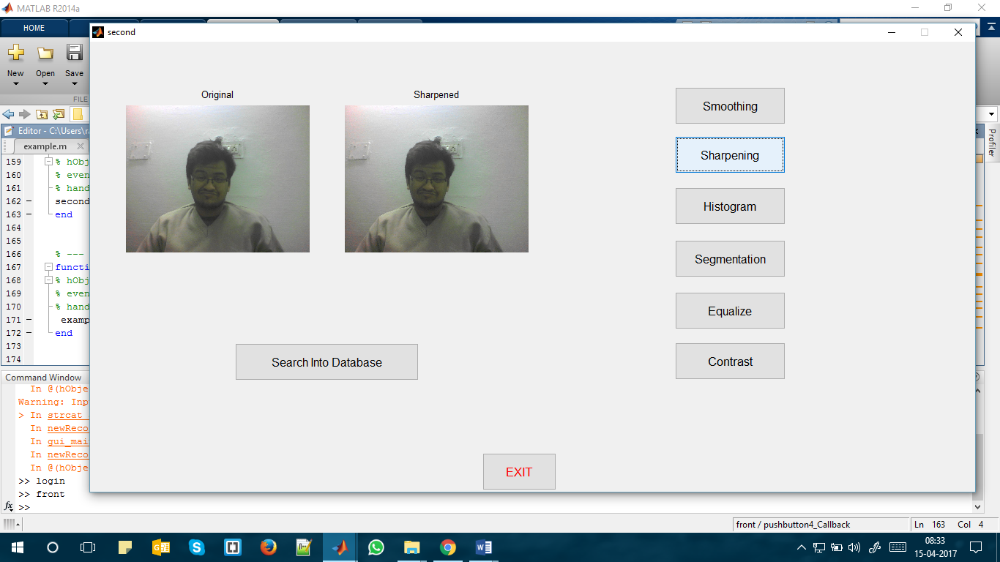 MATLAB R2014a
HOME
second
New
Open
Save
FILE
Original
Sharpened
Smoothing
Sharpening
Histogram
Segmentation
Equalize
Contrast
Search Into Database
EXIT
Editor - C:\Users\r
Profiler
example.m
159 % hObj
160 % even
161 % hand
162 second
163 end
164
165
166 % ---
167 functi
168 % hObj
169 % even
170 % hand
171 examp
172 end
173
174
Command Window
In @(hObje
Warning: Inp
> In strcat
In newReco
In gui_mai
In newReco
In @(hObje
>> login
>> front
fx >>
front / pushbutton4_Callback
Ln 163 Col 4
08:33
15-04-2017